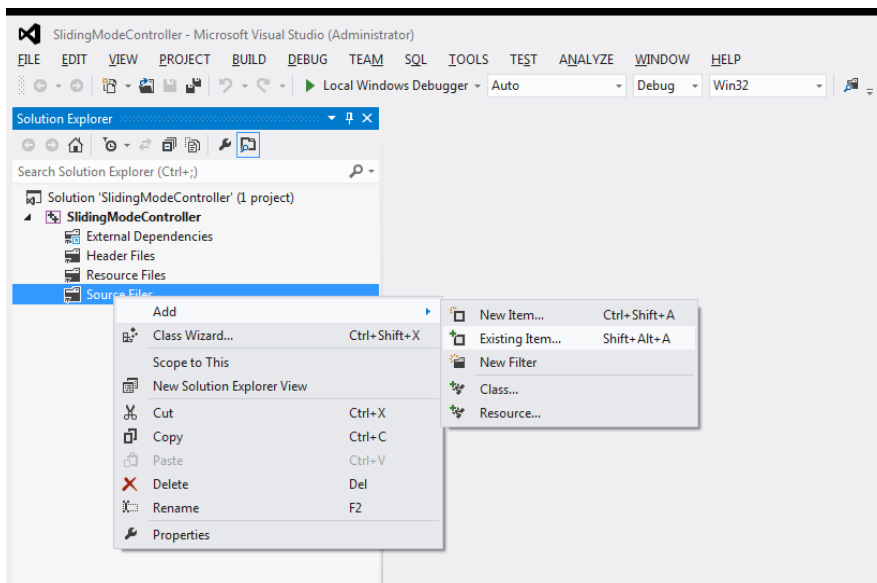 SlidingModeController - Microsoft Visual Studio (Administrator)
FILE EDIT VIEW PROJECT BUILD DEBUG TEAM SQL TOOLS TEST ANALYZE WINDOW HELP
Local Windows Debugger Auto Debug Win32
Solution Explorer
Search Solution Explorer (Ctrl+;)
Solution 'SlidingModeController' (1 project)
SlidingModeController
External Dependencies
Header Files
Resource Files
Source Files
Add
Class Wizard... Ctrl+Shift+X
Scope to This
New Solution Explorer View
Cut Ctrl+X
Copy Ctrl+C
Paste Ctrl+V
Delete Del
Rename F2
Properties
New Item... Ctrl+Shift+A
Existing Item... Shift+Alt+A
New Filter
Class...
Resource...